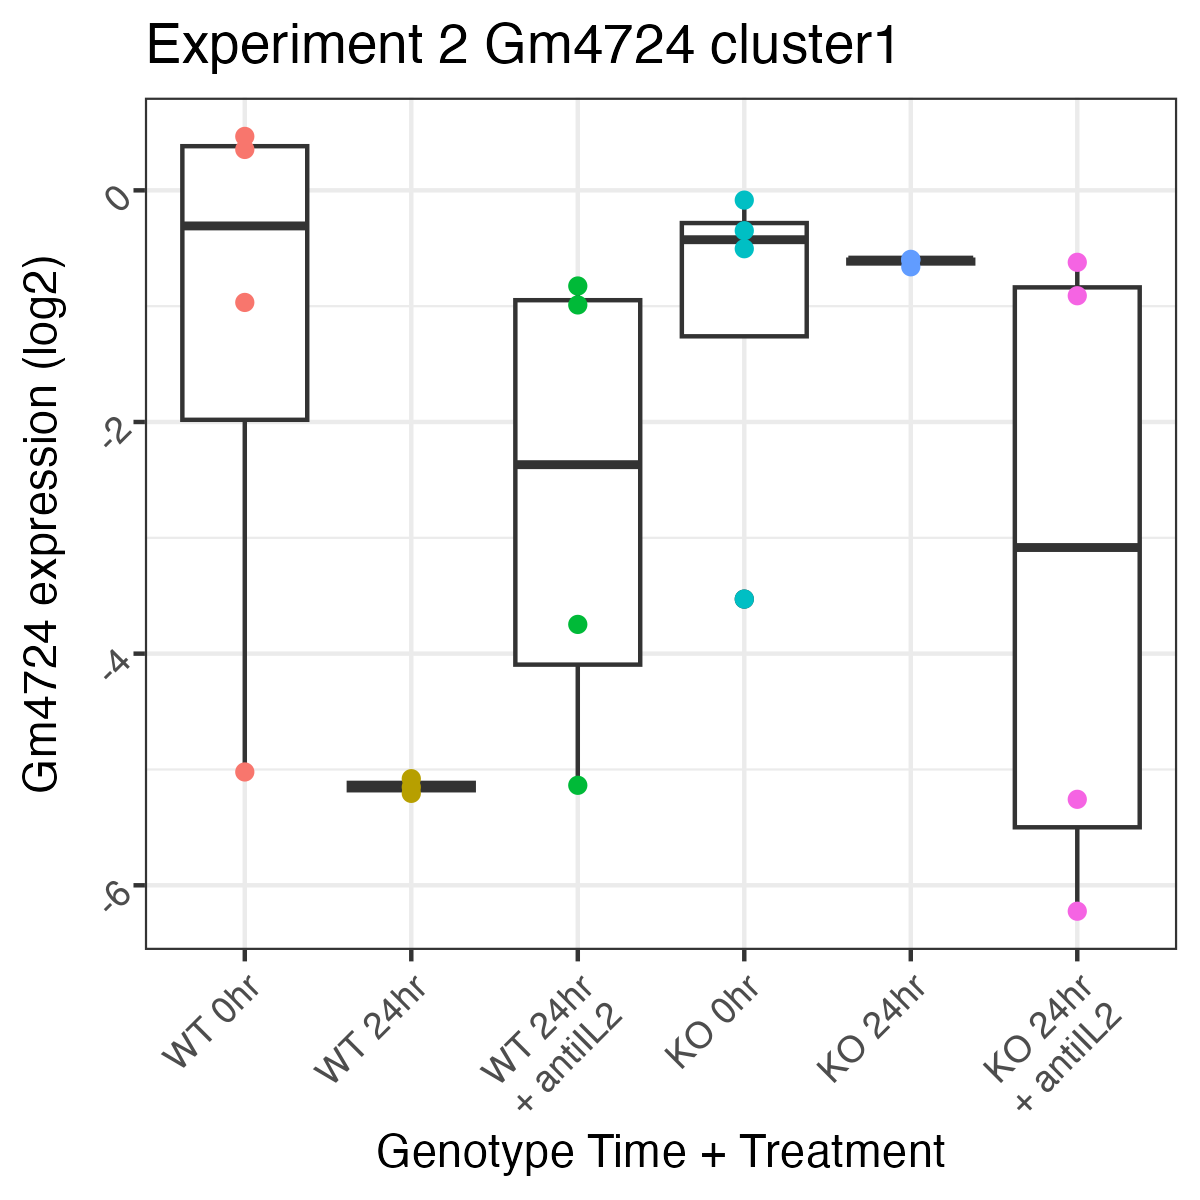 Experiment 2 Gm4724 cluster1
Gm4724 expression (log2)
0
-2
-4
-6
WT 0hr
WT 24hr
WT 24hr
+ antiIL2
KO 0hr
KO 24hr
KO 24hr
+ antiIL2
Genotype Time + Treatment